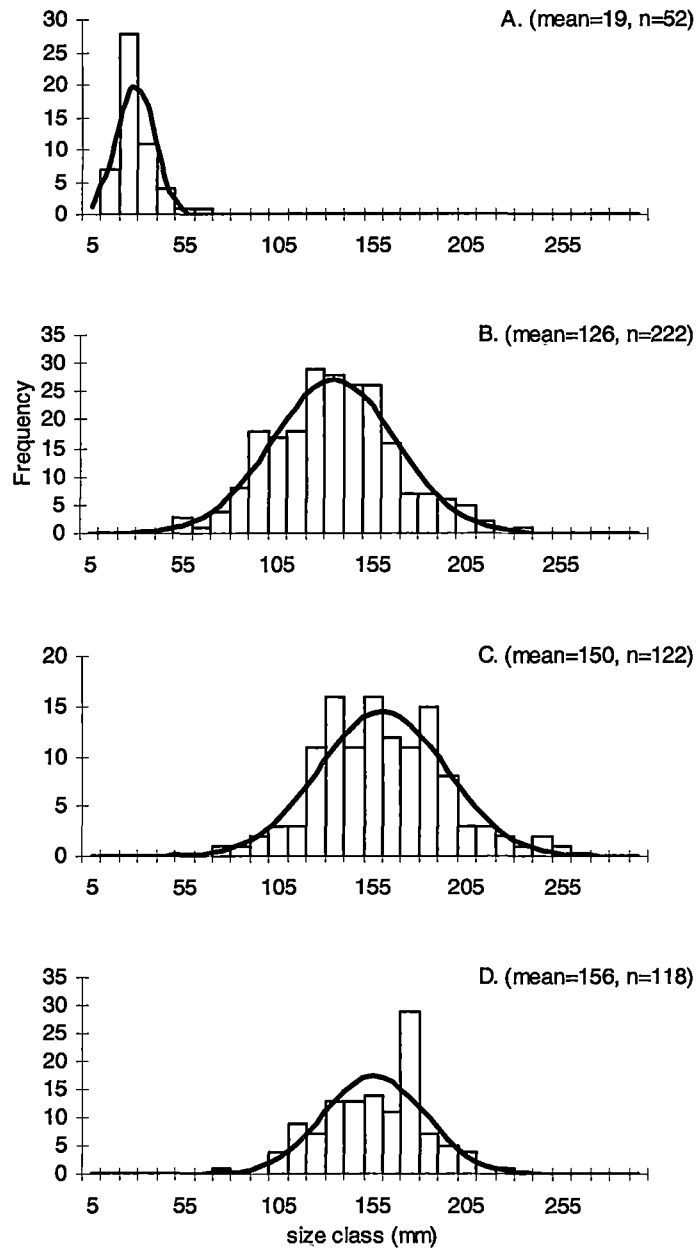 A. (mean=19, n=52)
30
25
20
15
10
5
0
5 55 105 155 205 255
B. (mean=126, n=222)
35
30
25
20
15
10
5
0
Frequency
5 55 105 155 205 255
C. (mean=150, n=122)
20
15
10
5
0
5 55 105 155 205 255
D. (mean=156, n=118)
35
30
25
20
15
10
5
0
5 55 105 155 205 255
size class (mm)